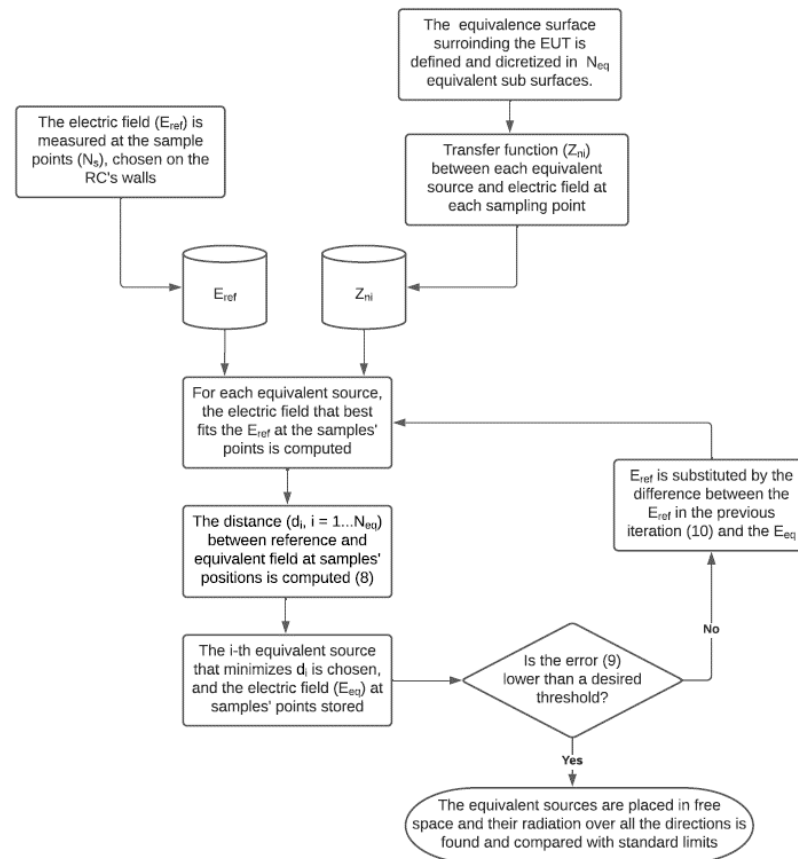 The equivalence surface
surroinding the EUT is
defined and dicretized in Neq
equivalent sub surfaces.
The electric field (Eref) is
measured at the sample
points (Ns), chosen on the
RC's walls
Transfer function (Zni)
between each equivalent
source and electric field at
each sampling point
Eref
Zni
For each equivalent source,
the electric field that best
fits the Eref at the samples'
points is computed
Eref is substituted by the
difference between the
Eref in the previous
iteration (10) and the Eeq
The distance (di, i = 1...Neq)
between reference and
equivalent field at samples'
positions is computed (8)
No
The i-th equivalent source
that minimizes di is chosen,
and the electric field (Eeq) at
samples' points stored
Is the error (9)
lower than a desired
threshold?
Yes
The equivalent sources are placed in free
space and their radiation over all the directions is
found and compared with standard limits